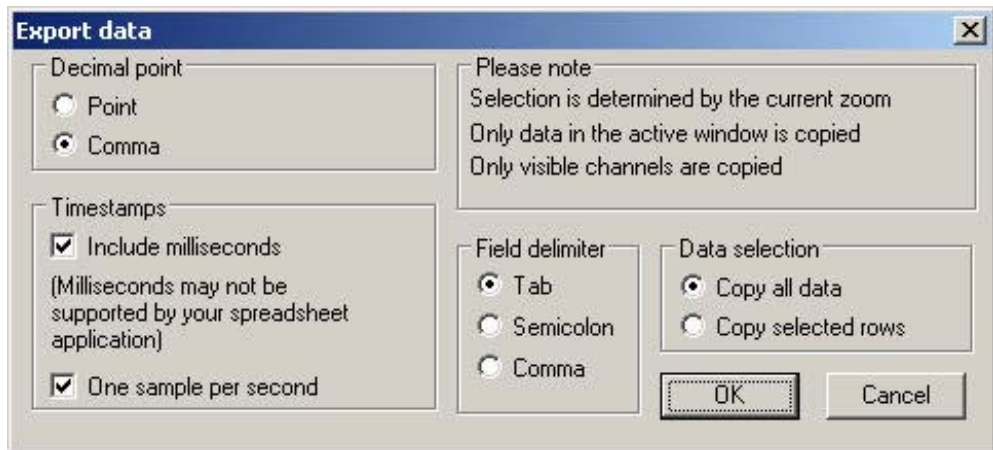 Export data
Decimal point
Point
Comma
Timestamps
Include milliseconds
(Milliseconds may not be
supported by your spreadsheet
application)
One sample per second
Please note
Selection is determined by the current zoom
Only data in the active window is copied
Only visible channels are copied
Field delimiter
Tab
Semicolon
Comma
Data selection
Copy all data
Copy selected rows
OK
Cancel